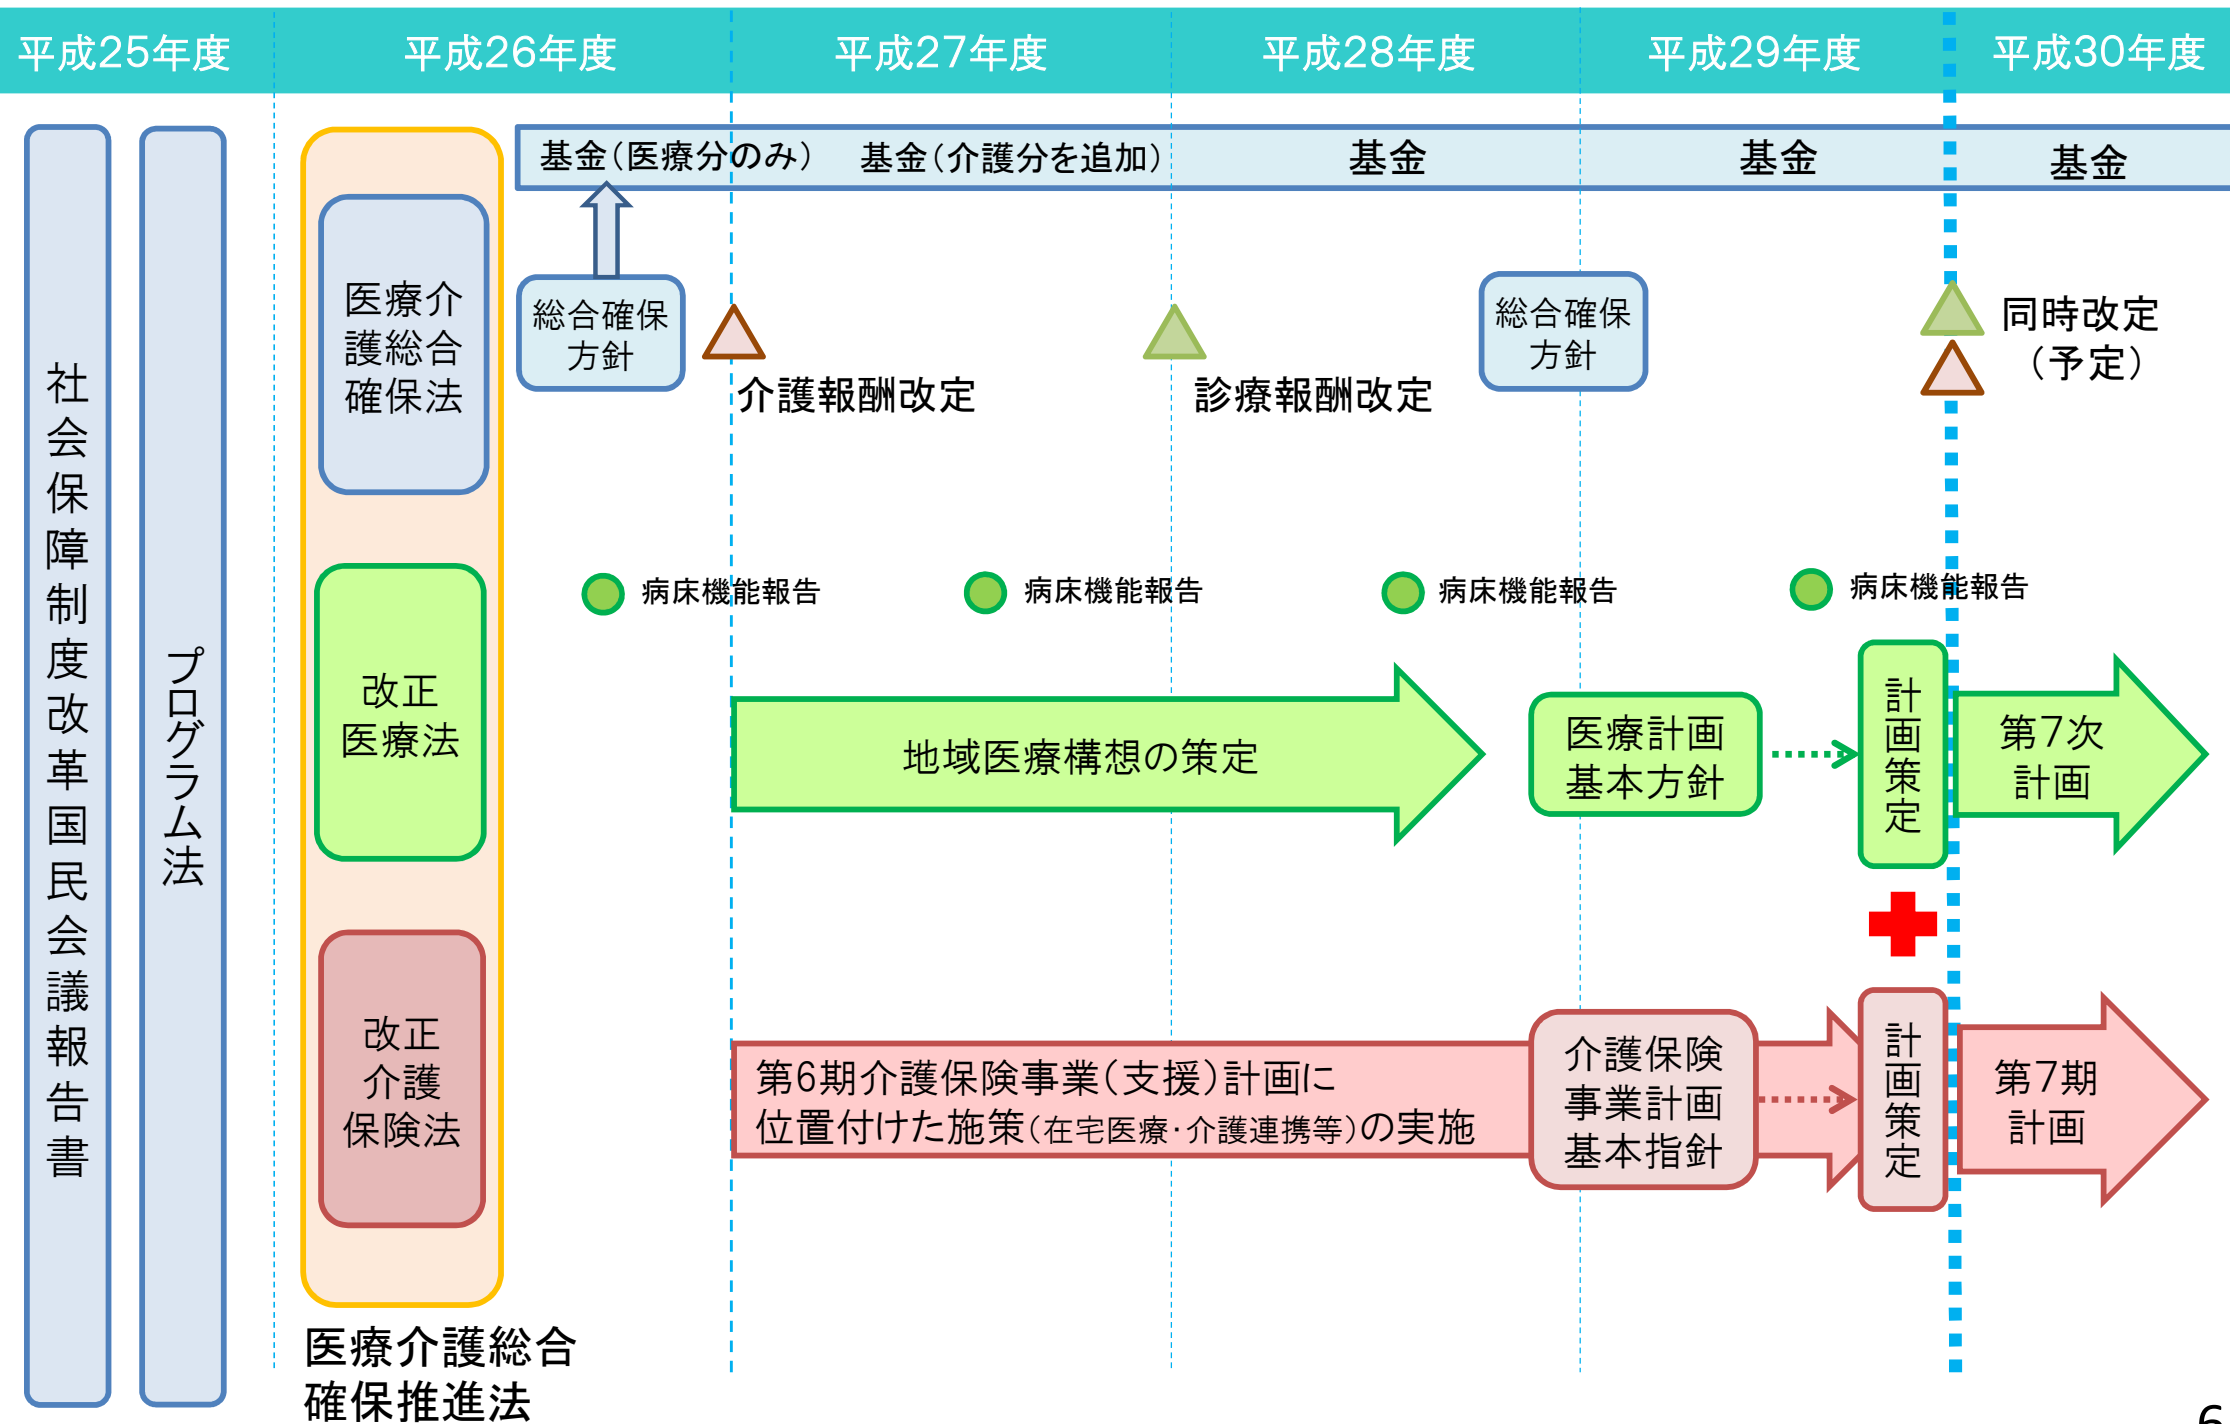 平成25年度
平成26年度
平成27年度
平成28年度
平成29年度
平成30年度
社会保障制度改革国民会議報告書
プログラム法
基金（医療分のみ）
基金（介護分を追加）
基金
基金
基金
医療介
護総合
確保法
総合確保
方針
介護報酬改定
診療報酬改定
総合確保
方針
同時改定
（予定）
病床機能報告
病床機能報告
病床機能報告
病床機能報告
改正
医療法
地域医療構想の策定
医療計画
基本方針
計画策定
第7次
計画
改正
介護
保険法
第6期介護保険事業（支援）計画に
位置付けた施策（在宅医療・介護連携等）の実施
介護保険
事業計画
基本指針
計画策定
第7期
計画
医療介護総合
確保推進法
6